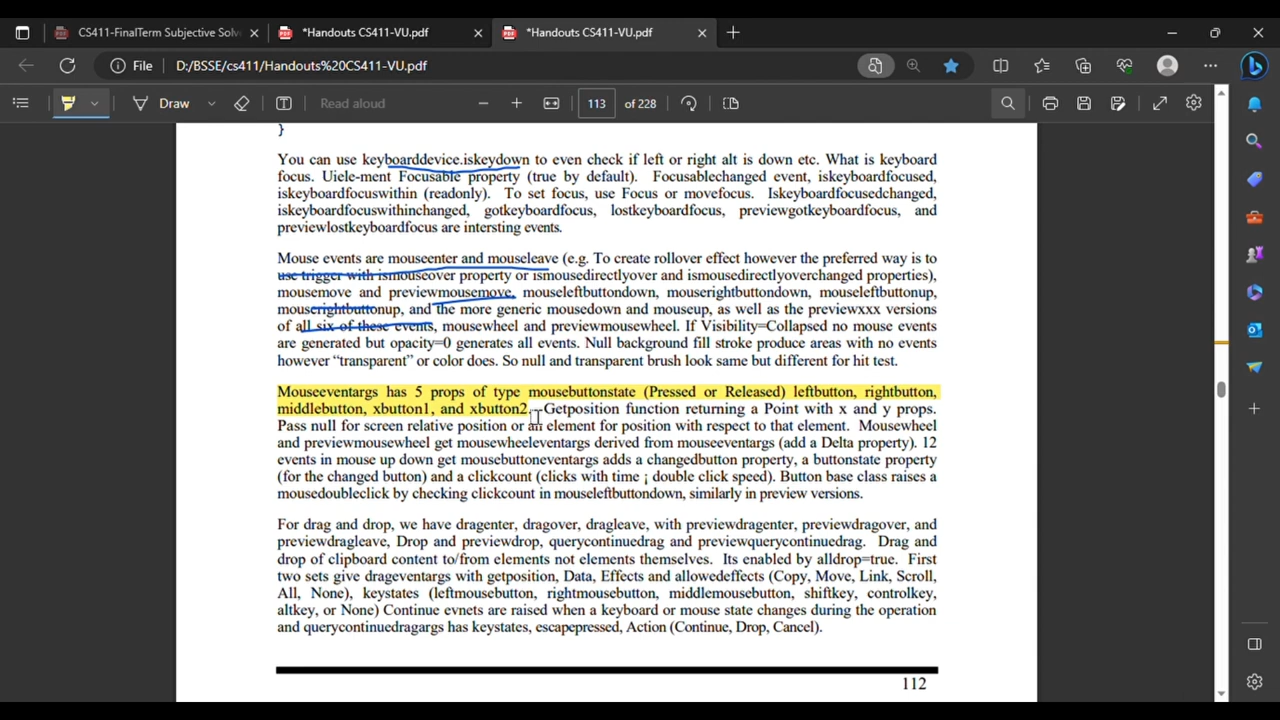 CS411-FinalTerm Subjective Solv
*Handouts CS411-VU.pdf
*Handouts CS411-VU.pdf
File D:/BSSE/cs411/Handouts%20CS411-VU.pdf
Draw Read aloud 113 of 228
}
You can use keyboarddevice.iskeydown to even check if left or right alt is down etc. What is keyboard
focus. Uiele-ment Focusable property (true by default). Focusablechanged event, iskeyboardfocused,
iskeyboardfocuswithin (readonly). To set focus, use Focus or movefocus. Iskeyboardfocusedchanged,
iskeyboardfocuswithinchanged, gotkeyboardfocus, lostkeyboardfocus, previewgotkeyboardfocus, and
previewlostkeyboardfocus are intersting events.
Mouse events are mouseenter and mouseleave (e.g. To create rollover effect however the preferred way is to
use trigger with ismouseover property or ismousedirectlyover and ismousedirectlyoverchanged properties),
mousemove and previewmousemove, mouseleftbuttondown, mouserightbuttondown, mouseleftbuttonup,
mouserightbuttonup, and the more generic mousedown and mouseup, as well as the previewxxx versions
of all six of these events, mousewheel and previewmousewheel. If Visibility=Collapsed no mouse events
are generated but opacity=0 generates all events. Null background fill stroke produce areas with no events
however “transparent” or color does. So null and transparent brush look same but different for hit test.
Mouseeventargs has 5 props of type mousebuttonstate (Pressed or Released) leftbutton, rightbutton,
middlebutton, xbutton1, and xbutton2. Getposition function returning a Point with x and y props.
Pass null for screen relative position or an element for position with respect to that element. Mousewheel
and previewmousewheel get mousewheeleventargs derived from mouseeventargs (add a Delta property). 12
events in mouse up down get mousebuttoneventargs adds a changedbutton property, a buttonstate property
(for the changed button) and a clickcount (clicks with time ¡ double click speed). Button base class raises a
mousedoubleclick by checking clickcount in mouseleftbuttondown, similarly in preview versions.
For drag and drop, we have dragenter, dragover, dragleave, with previewdragenter, previewdragover, and
previewdragleave, Drop and previewdrop, querycontinuedrag and previewquerycontinuedrag. Drag and
drop of clipboard content to/from elements not elements themselves. Its enabled by alldrop=true. First
two sets give drageventargs with getposition, Data, Effects and allowedeffects (Copy, Move, Link, Scroll,
All, None), keystates (leftmousebutton, rightmousebutton, middlemousebutton, shiftkey, controlkey,
altkey, or None) Continue evnets are raised when a keyboard or mouse state changes during the operation
and querycontinuedragargs has keystates, escapepressed, Action (Continue, Drop, Cancel).
112